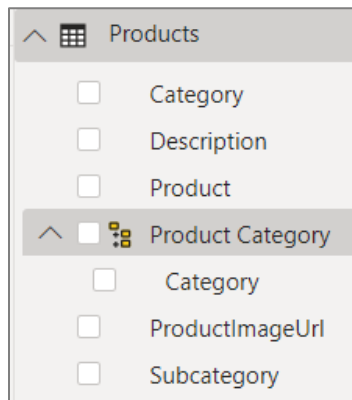 Products
Category
Description
Product
Product Category
Category
ProductImageUrl
Subcategory